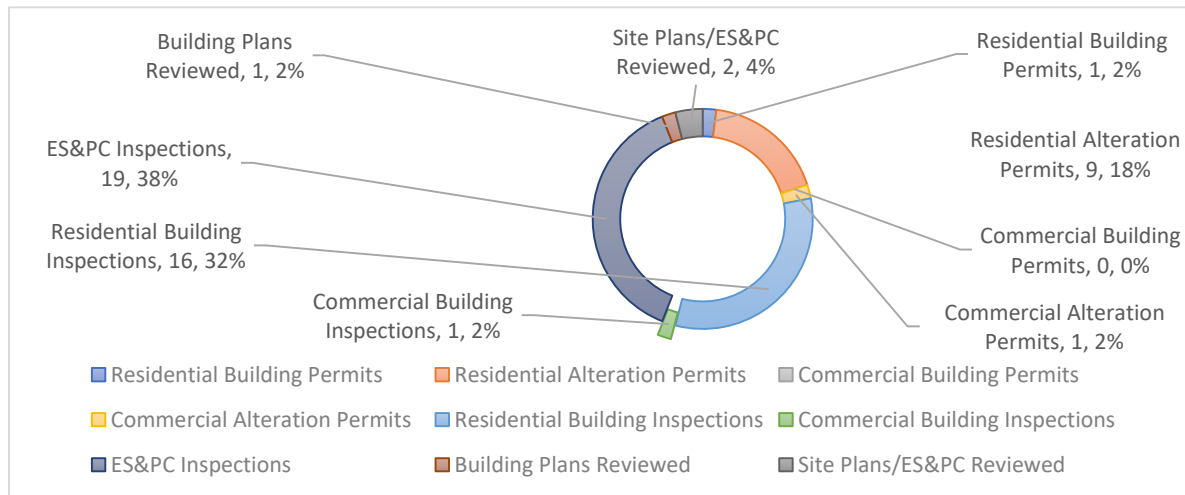 Building Plans
Reviewed, 1, 2%
Site Plans/ES&PC
Reviewed, 2, 4%
Residential Building
Permits, 1, 2%
ES&PC Inspections,
19, 38%
Residential Alteration
Permits, 9, 18%
Residential Building
Inspections, 16, 32%
Commercial Building
Permits, 0, 0%
Commercial Building
Inspections, 1, 2%
Commercial Alteration
Permits, 1, 2%
Residential Building Permits
Residential Alteration Permits
Commercial Building Permits
Commercial Alteration Permits
Residential Building Inspections
Commercial Building Inspections
ES&PC Inspections
Building Plans Reviewed
Site Plans/ES&PC Reviewed